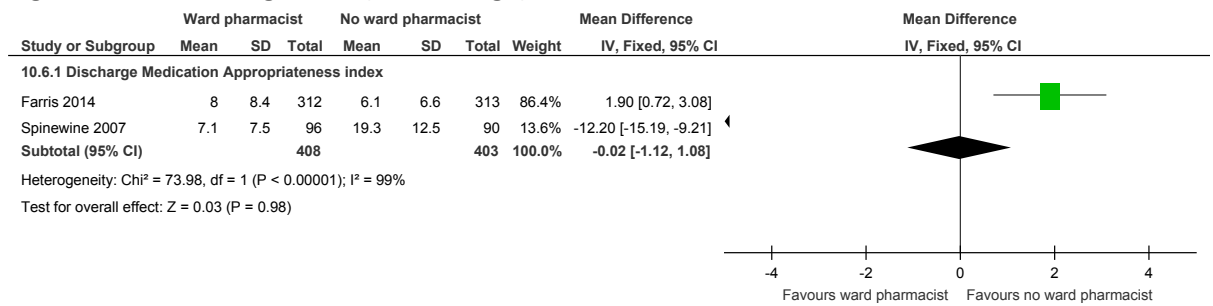 Ward pharmacist No ward pharmacist Mean Difference Mean Difference
Study or Subgroup Mean SD Total Mean SD Total Weight IV, Fixed, 95% CI IV, Fixed, 95% CI
10.6.1 Discharge Medication Appropriateness index
Farris 2014 8 8.4 312 6.1 6.6 313 86.4% 1.90 [0.72, 3.08]
Spinewine 2007 7.1 7.5 96 19.3 12.5 90 13.6% -12.20 [-15.19, -9.21]
Subtotal (95% CI) 408 403 100.0% -0.02 [-1.12, 1.08]
Heterogeneity: Chi² = 73.98, df = 1 (P < 0.00001); I² = 99%
Test for overall effect: Z = 0.03 (P = 0.98)
-4 -2 0 2 4
Favours ward pharmacist Favours no ward pharmacist